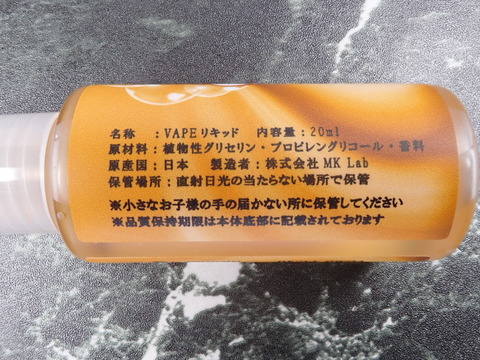 名称　：VAPEリキッド　内容量：20ml
原材料：植物性グリセリン・プロピレングリコール・香料
原産国：日本　製造者：株式会社 MK Lab
保管場所：直射日光の当たらない場所で保管
※小さなお子様の手の届かない所に保管してください
※品質保持期限は本体底部に記載されております